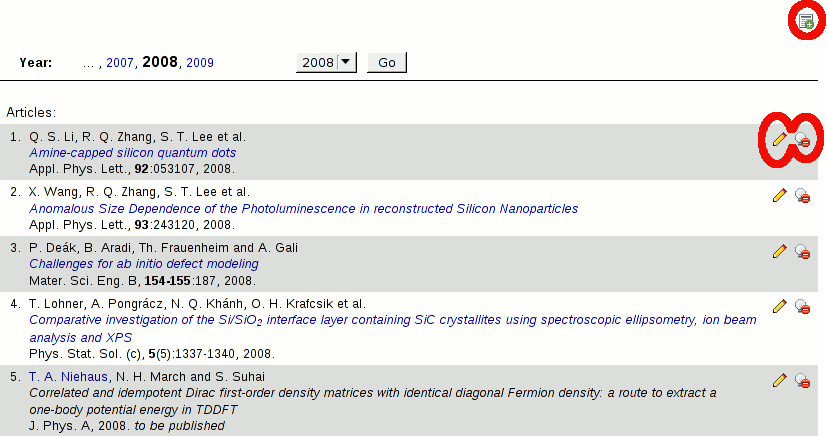 Year: ... , 2007, 2008, 2009 2008 Go
Articles:
1. Q. S. Li, R. Q. Zhang, S. T. Lee et al.
Amine-capped silicon quantum dots
Appl. Phys. Lett., 92:053107, 2008.
2. X. Wang, R. Q. Zhang, S. T. Lee et al.
Anomalous Size Dependence of the Photoluminescence in reconstructed Silicon Nanoparticles
Appl. Phys. Lett., 93:243120, 2008.
3. P. Deák, B. Aradi, Th. Frauenheim and A. Gali
Challenges for ab initio defect modeling
Mater. Sci. Eng. B, 154-155:187, 2008.
4. T. Lohner, A. Pongrácz, N. Q. Khánh, O. H. Krafcsik et al.
Comparative investigation of the Si/SiO₂ interface layer containing SiC crystallites using spectroscopic ellipsometry, ion beam
analysis and XPS
Phys. Stat. Sol. (c), 5(5):1337-1340, 2008.
5. T. A. Niehaus, N. H. March and S. Suhai
Correlated and idempotent Dirac first-order density matrices with identical diagonal Fermion density: a route to extract a
one-body potential energy in TDDFT
J. Phys. A, 2008. to be published